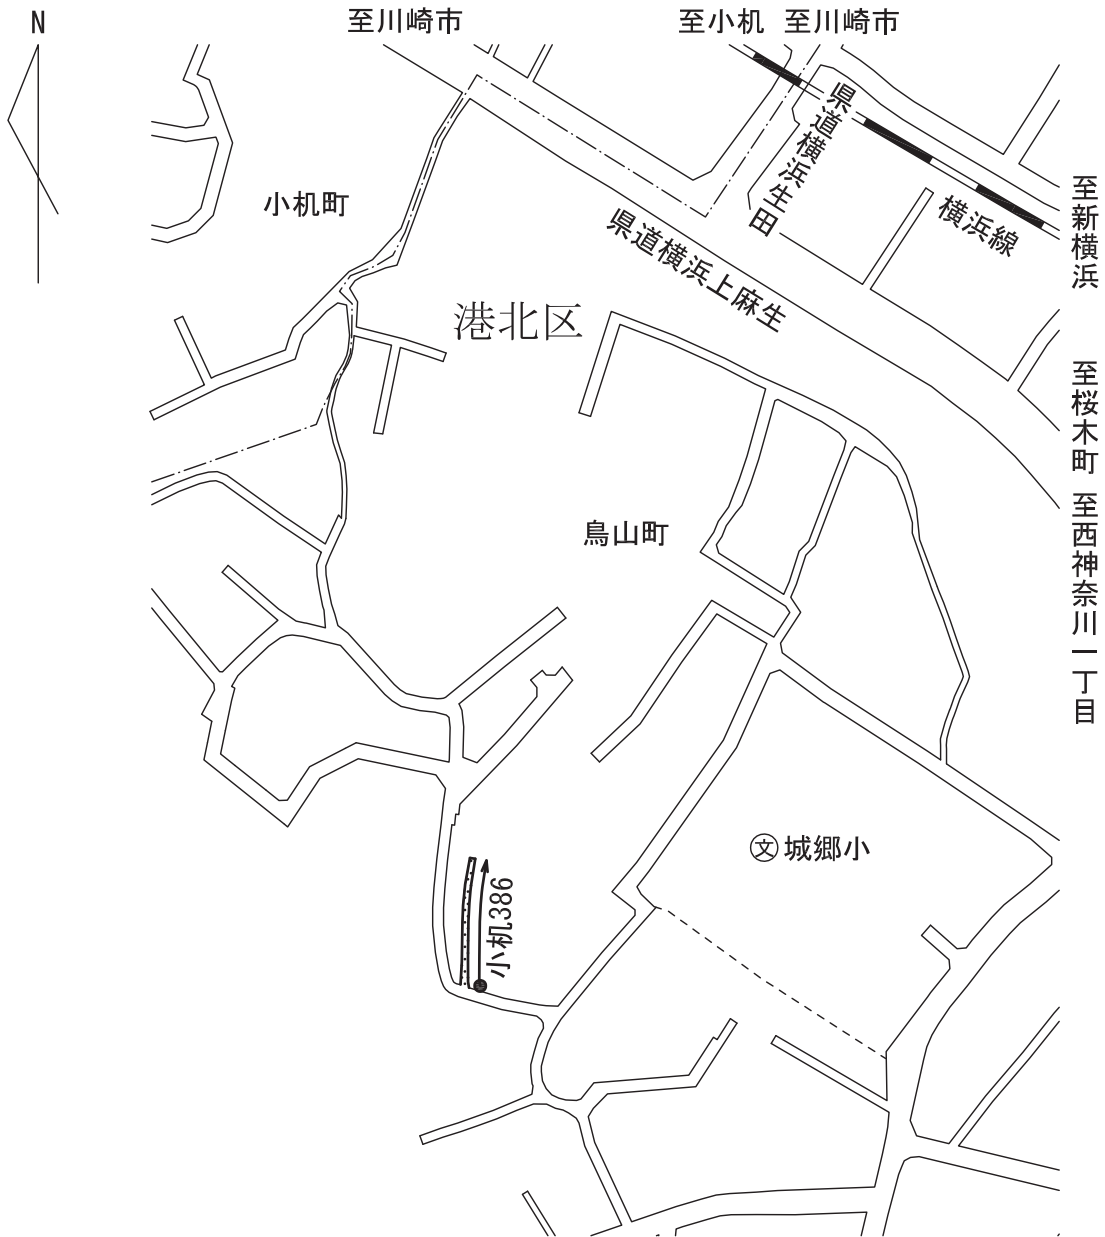 N
至川崎市
至小机
至川崎市
県道横浜生田
小机町
横浜線
至新横浜
県道横浜上麻生
港北区
至桜木町
至西神奈川一丁目
鳥山町
文 城郷小
小机386